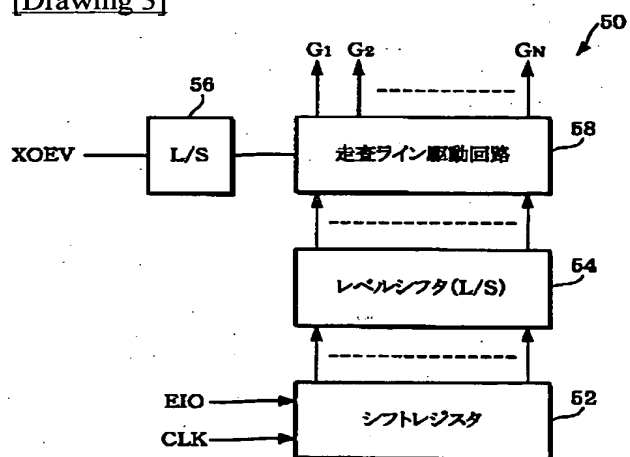 [Drawing 3]
50
G1 G2 GN
56
58
XOEV L/S 走査ライン駆動回路
54
レベルシフタ(L/S)
52
EIO
シフトレジスタ
CLK